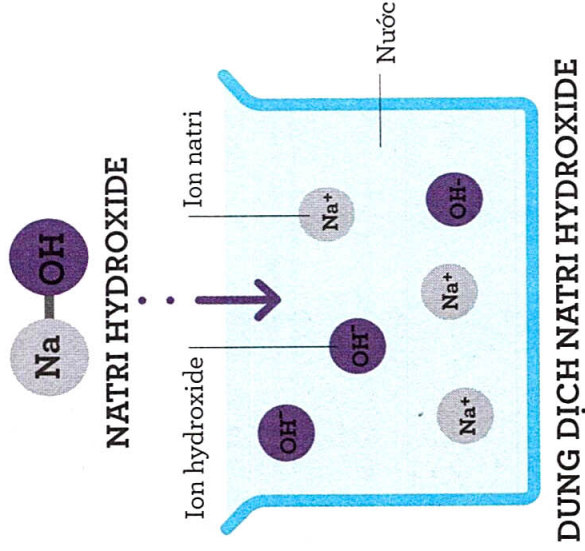 Na OH
NATRI HYDROXIDE
Ion hydroxide
Ion natri
Nước
OH⁻
OH⁻
Na⁺
Na⁺
Na⁺
OH-
DUNG DỊCH NATRI HYDROXIDE